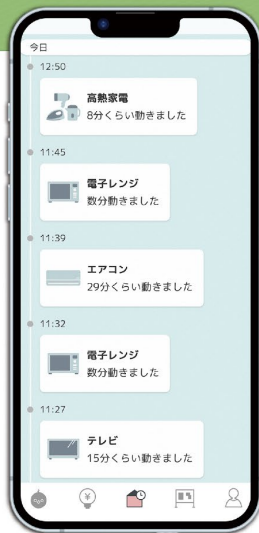 今日
12:50
高熱家電
8分くらい動きました
11:45
電子レンジ
数分動きました
11:39
エアコン
29分くらい動きました
11:32
電子レンジ
数分動きました
11:27
テレビ
15分くらい動きました
¥